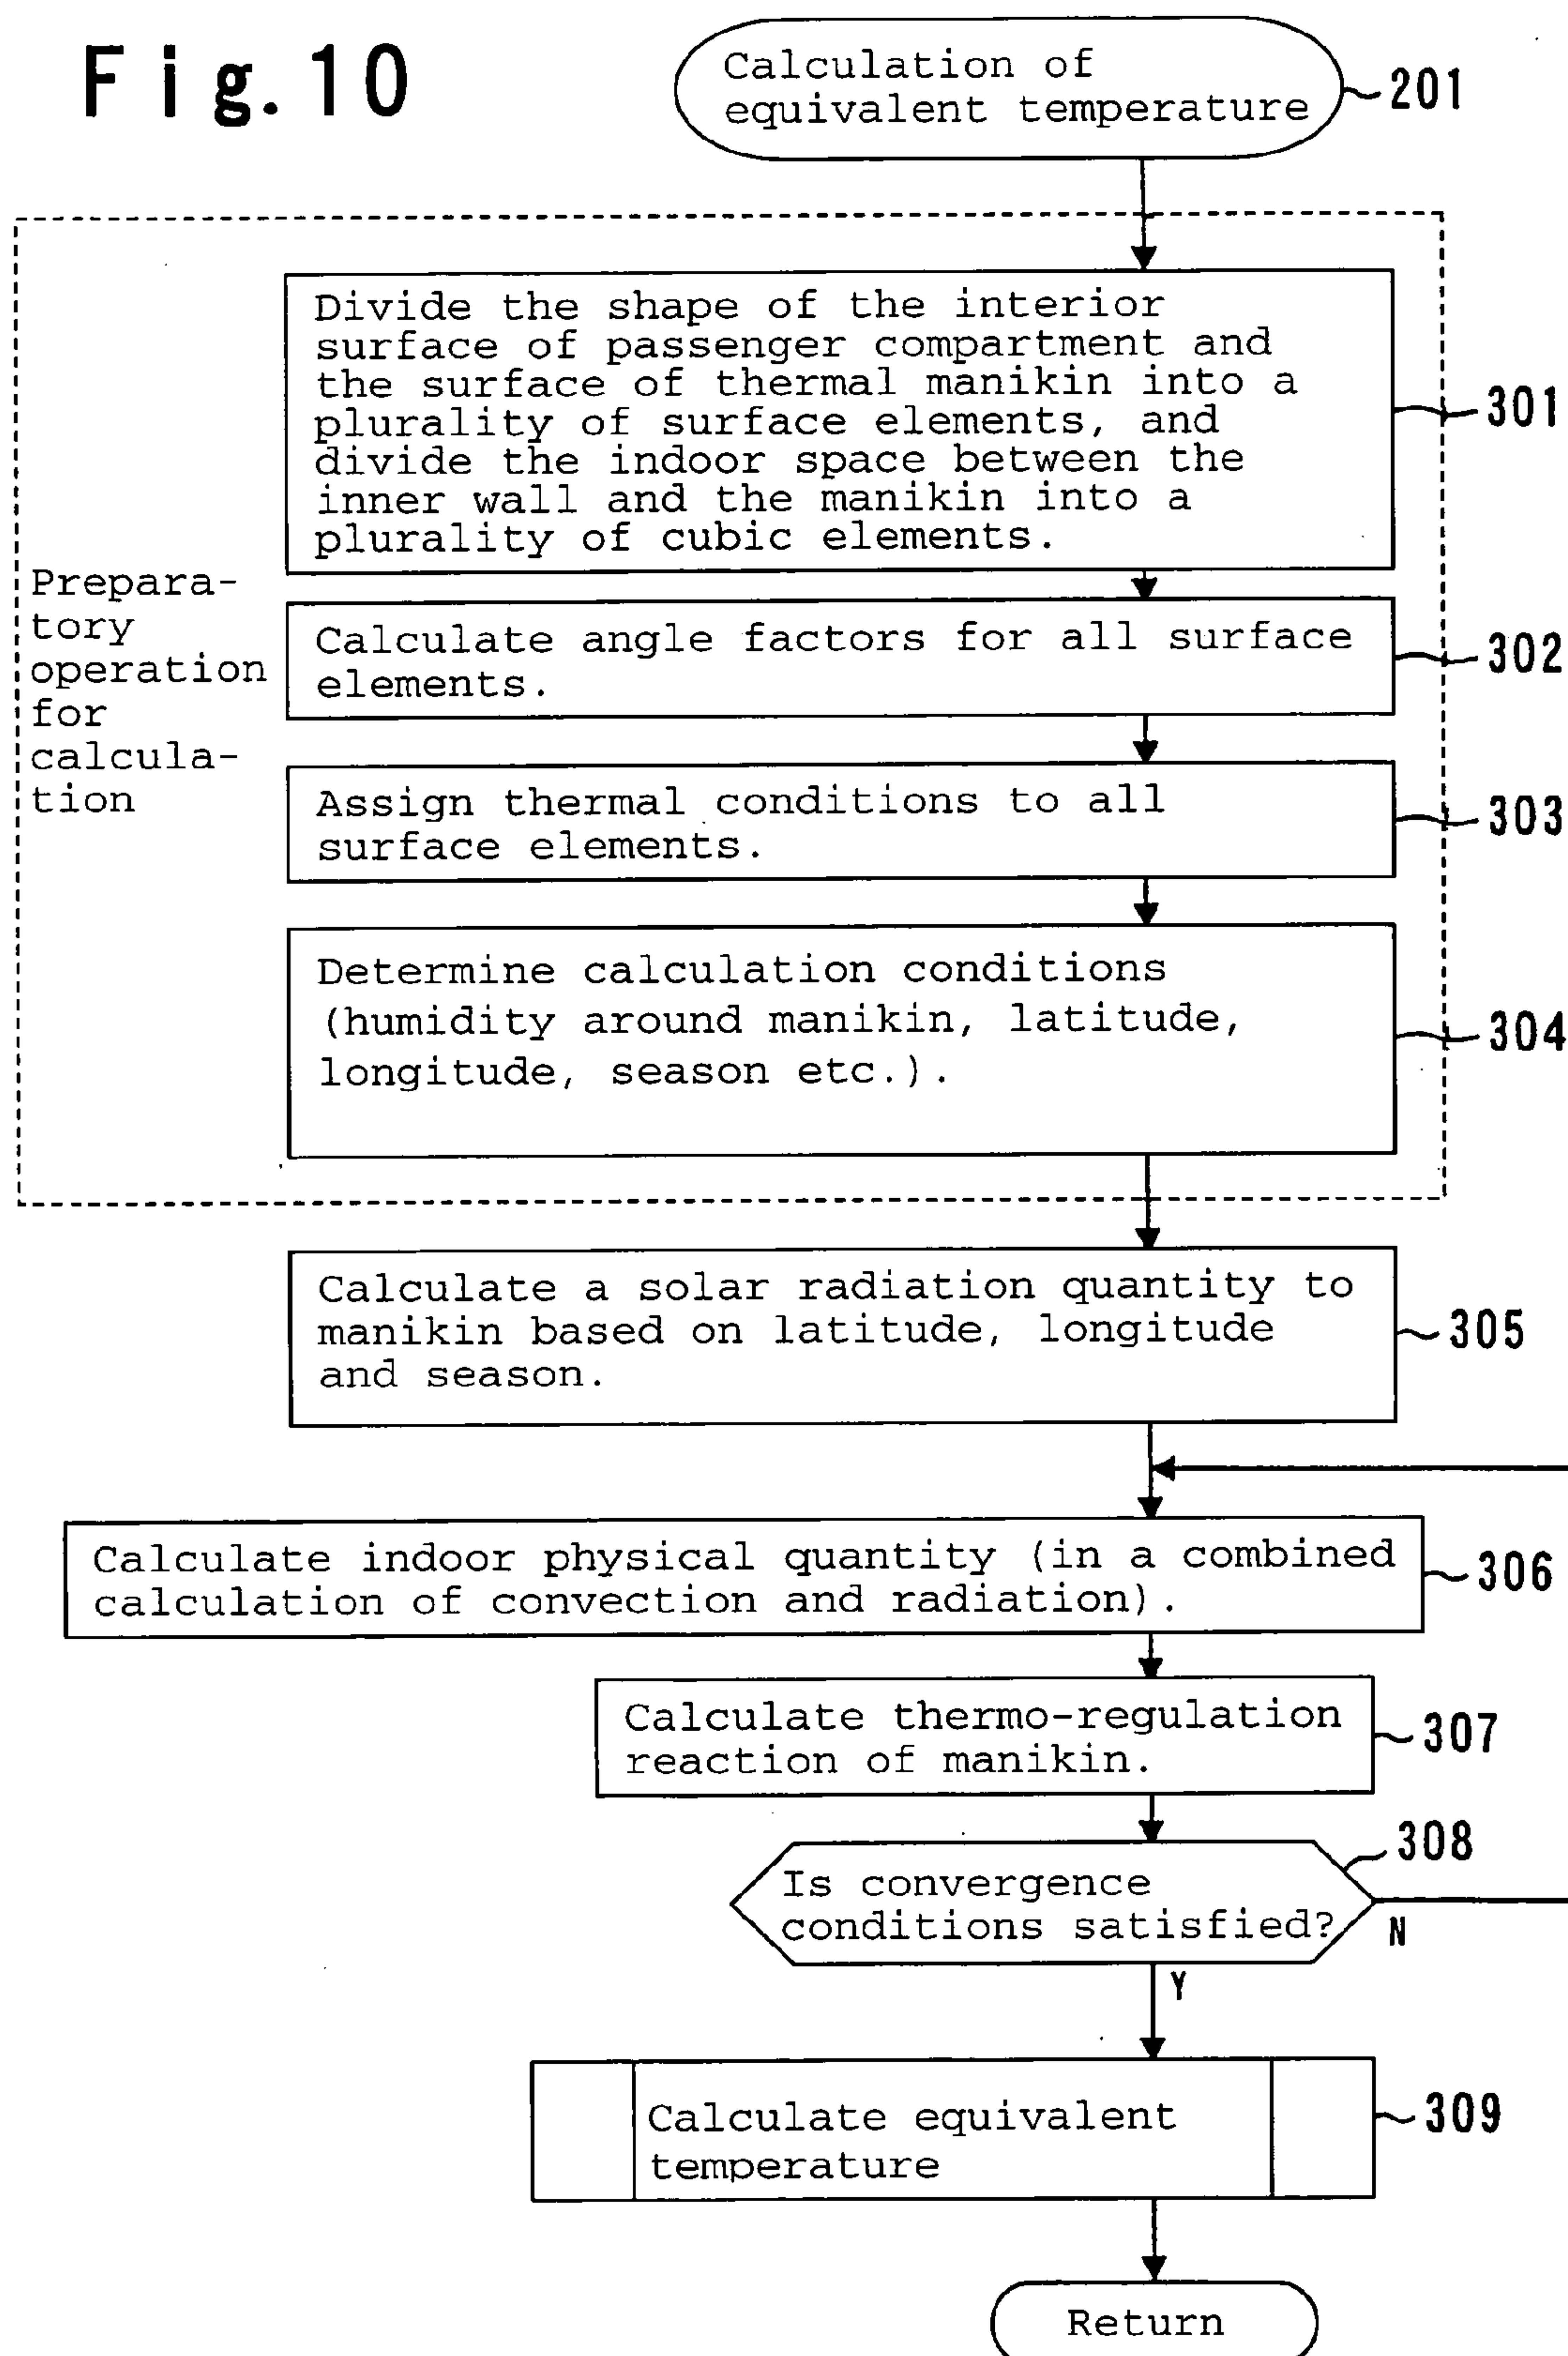 Fig.10
Calculation of
equivalent temperature
201
Divide the shape of the interior
surface of passenger compartment and
the surface of thermal manikin into a
plurality of surface elements, and
divide the indoor space between the
inner wall and the manikin into a
plurality of cubic elements.
301
Prepara-
tory
operation
for
calcula-
tion
Calculate angle factors for all surface
elements.
302
Assign thermal conditions to all
surface elements.
303
Determine calculation conditions
(humidity around manikin, latitude,
longitude, season etc.).
304
Calculate a solar radiation quantity to
manikin based on latitude, longitude
and season.
305
Calculate indoor physical quantity (in a combined
calculation of convection and radiation).
306
Calculate thermo-regulation
reaction of manikin.
307
Is convergence
conditions satisfied?
308
N
Y
Calculate equivalent
temperature
309
Return